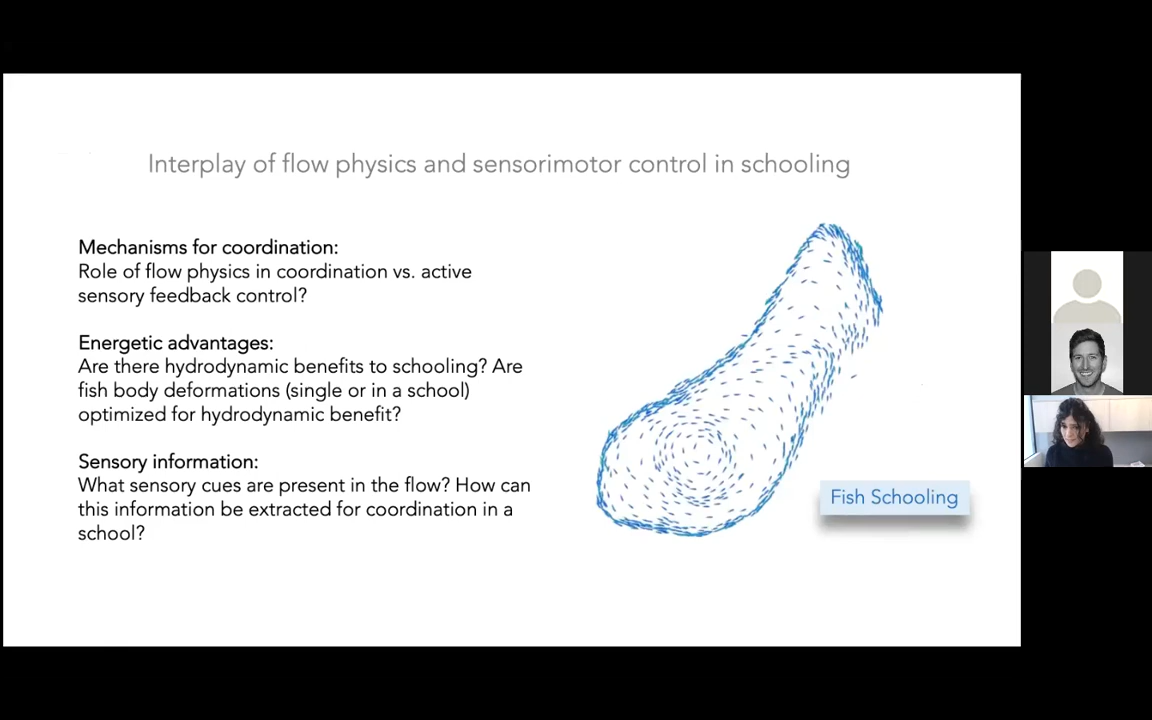 Interplay of flow physics and sensorimotor control in schooling
Mechanisms for coordination:
Role of flow physics in coordination vs. active
sensory feedback control?
Energetic advantages:
Are there hydrodynamic benefits to schooling? Are
fish body deformations (single or in a school)
optimized for hydrodynamic benefit?
Sensory information:
What sensory cues are present in the flow? How can
this information be extracted for coordination in a
school?
Fish Schooling